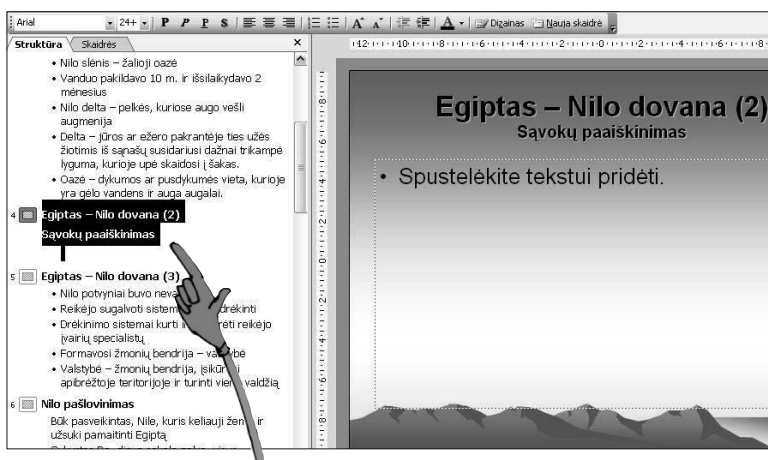 Arial 24+ P P P S Dizainas Nauja skaidrė
Struktūra Skaidrės
• Nilo slėnis – žalioji oazė
• Vanduo pakildavo 10 m. ir išsilaikydavo 2
mėnesius
• Nilo delta – pelkės, kuriose augo vešli
augmenija
• Delta – jūros ar ežero pakrantėje ties užės
žiotimis iš sąnašų susidariusi dažnai trikampė
lyguma, kurioje upė skaidosi į šakas.
• Oazė – dykumos ar pusdykumės vieta, kurioje
yra gėlo vandens ir auga augalai.
4 Egiptas – Nilo dovana (2)
Sąvokų paaiškinimas
5 Egiptas – Nilo dovana (3)
• Nilo potvyniai buvo
• Reikėjo sugalvoti drėkinti
• Drėkinimo sistemai kurti ir reikėjo
įvairių specialistų
• Formavosi žmonių bendrija –
• Valstybė – žmonių bendrija,
apibrėžtoje teritorijoje ir turinti valdžią
6 Nilo pašlovinimas
Būk pasveikintas, Nile, kuris keliauji ir
užsuki pamaitinti Egiptą
Egiptas – Nilo dovana (2)
Sąvokų paaiškinimas
• Spustelėkite tekstui pridėti.